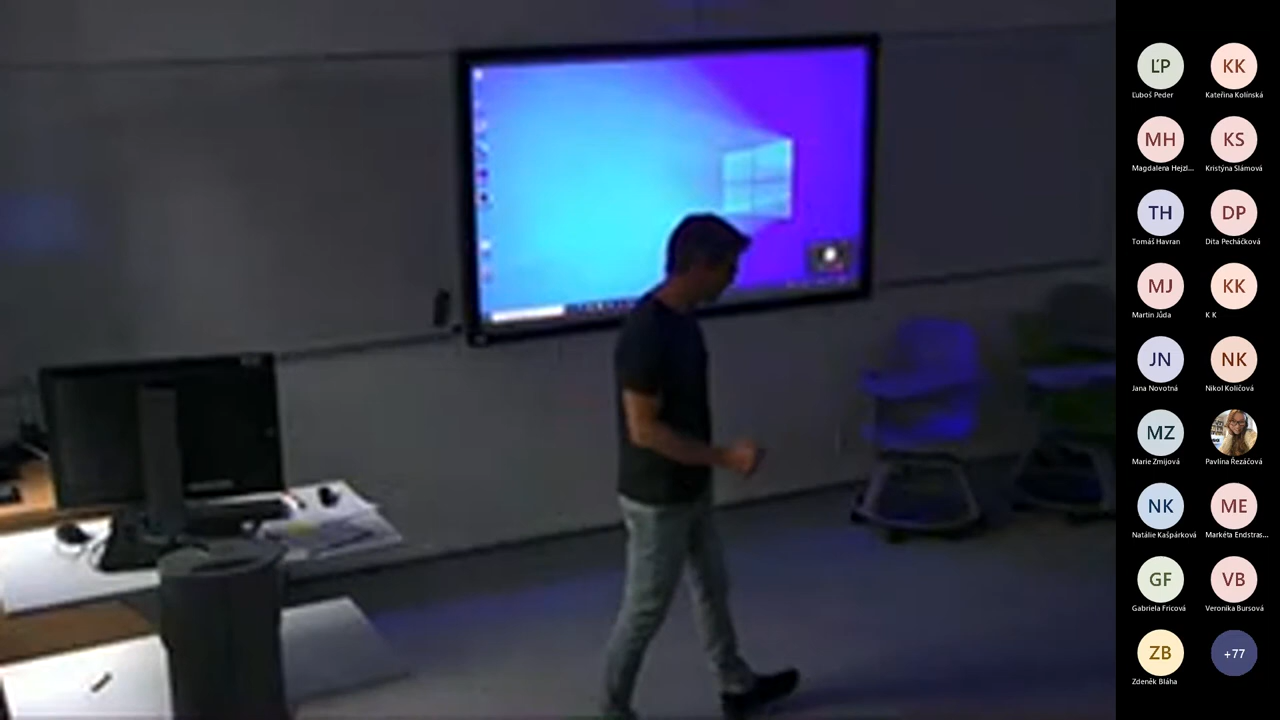 ĽP KK
Ľuboš Peder Kateřina Kolínská
MH KS
Magdalena Hejzl... Kristýna Slámová
TH DP
Tomáš Havran Dita Pecháčková
MJ KK
Martin Jůda K K
JN NK
Jana Novotná Nikol Količová
MZ
Marie Zmijová Pavlína Řezáčová
NK ME
Natálie Kašpárková Markéta Endstras...
GF VB
Gabriela Fricová Veronika Bursová
ZB +77
Zdeněk Bláha